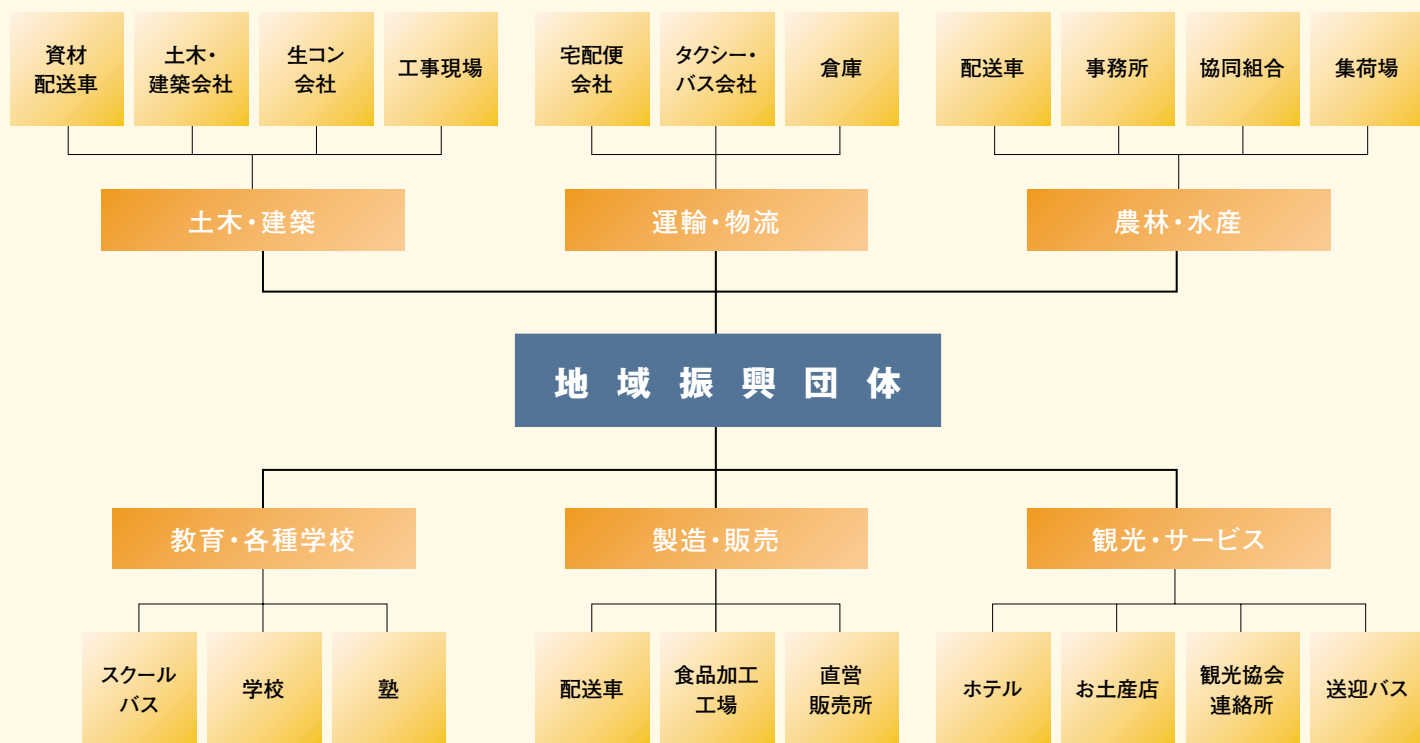 資材
配送車
土木・
建築会社
生コン
会社
工事現場
宅配便
会社
タクシー・
バス会社
倉庫
配送車
事務所
協同組合
集荷場
土木・建築
運輸・物流
農林・水産
地域振興団体
教育・各種学校
製造・販売
観光・サービス
スクール
バス
学校
塾
配送車
食品加工
工場
直営
販売所
ホテル
お土産店
観光協会
連絡所
送迎バス